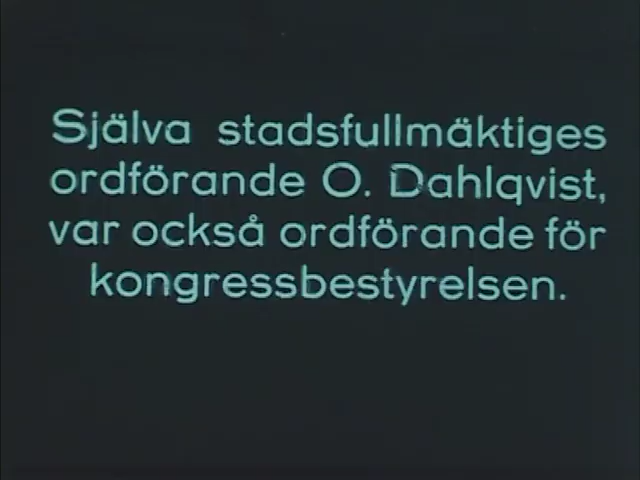 Själva stadsfullmäktiges
ordförande O. Dahlqvist,
var också ordförande för
kongressbestyrelsen.